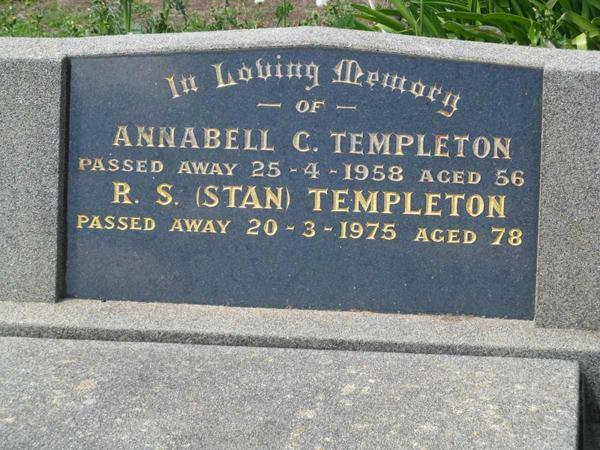 In Loving Memory
— OF —
ANNABELL C. TEMPLETON
PASSED AWAY 25-4-1958 AGED 56
R. S. (STAN) TEMPLETON
PASSED AWAY 20-3-1975 AGED 78